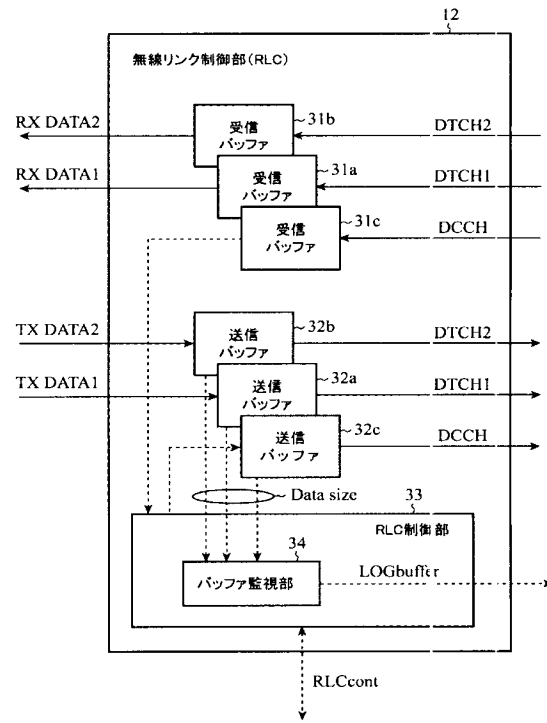 12
無線リンク制御部(RLC)
RX DATA2
受信
バッファ
31b
DTCH2
RX DATA1
受信
バッファ
31a
DTCH1
受信
バッファ
31c
DCCH
TX DATA2
送信
バッファ
32b
DTCH2
TX DATA1
送信
バッファ
32a
DTCH1
送信
バッファ
32c
DCCH
Data size
33
RLC制御部
34
バッファ監視部
LOGbuffer
RLCcont